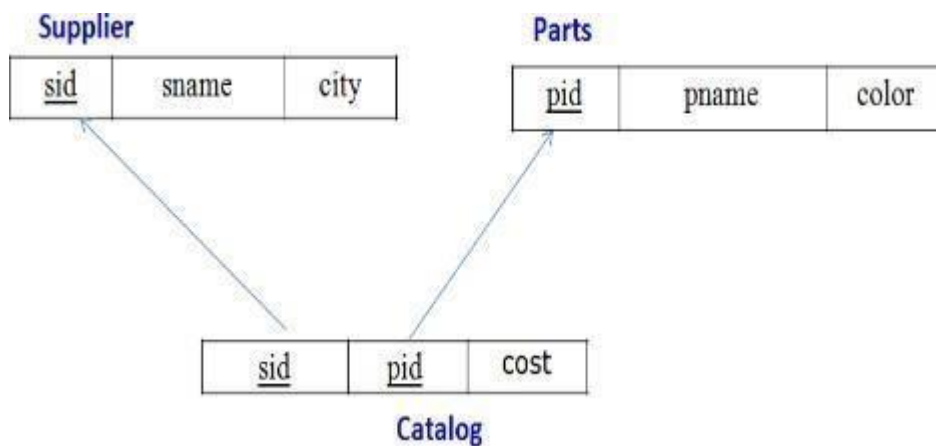 Supplier
sid sname city
Parts
pid pname color
sid pid cost
Catalog